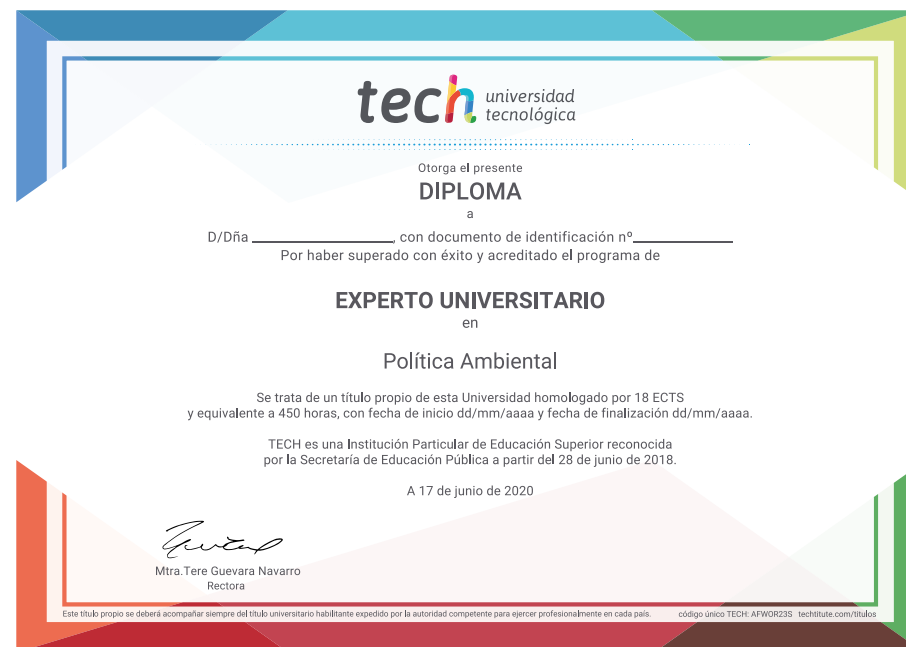 tech universidad
tecnológica
Otorga el presente
DIPLOMA
a
D/Dña ____________________, con documento de identificación nº______________
Por haber superado con éxito y acreditado el programa de
EXPERTO UNIVERSITARIO
en
Política Ambiental
Se trata de un título propio de esta Universidad homologado por 18 ECTS
y equivalente a 450 horas, con fecha de inicio dd/mm/aaaa y fecha de finalización dd/mm/aaaa.
TECH es una Institución Particular de Educación Superior reconocida
por la Secretaría de Educación Pública a partir del 28 de junio de 2018.
A 17 de junio de 2020
Mtra.Tere Guevara Navarro
Rectora
Este título propio se deberá acompañar siempre del título universitario habilitante expedido por la autoridad competente para ejercer profesionalmente en cada país. código único TECH: AFWOR23S techtitute.com/titulos